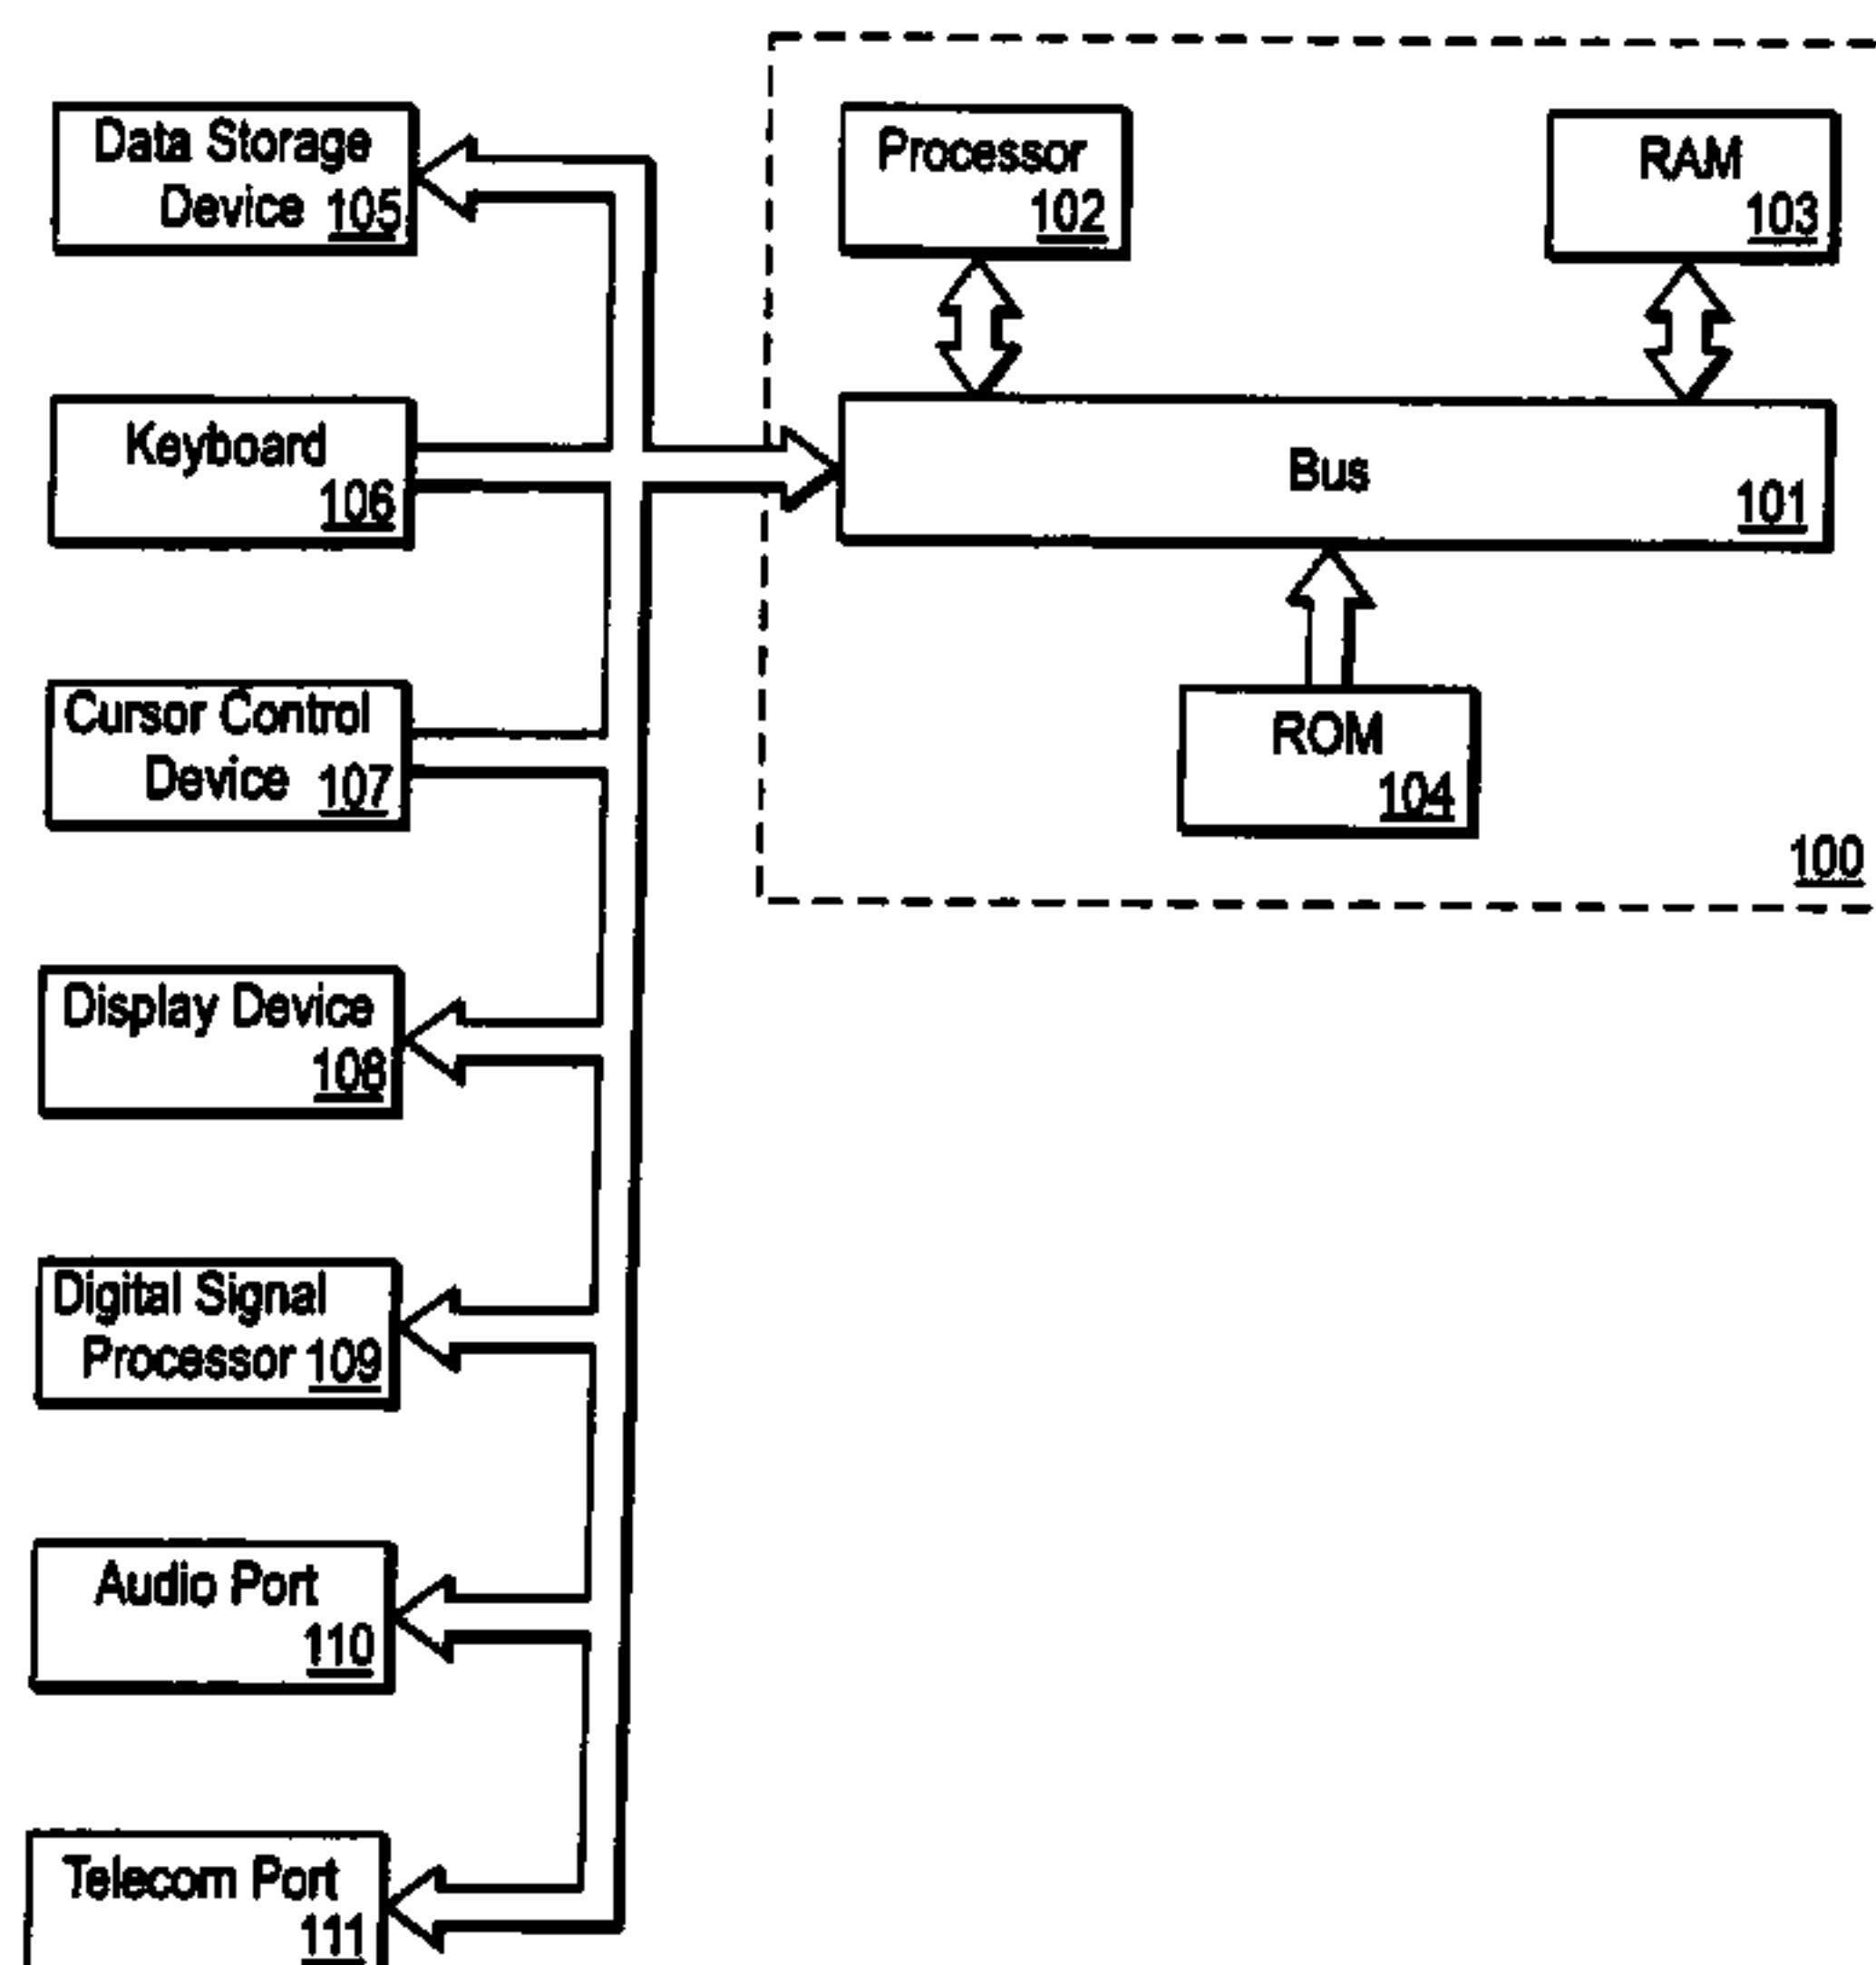 Data Storage
Device 105
Processor
102
RAM
103
Keyboard
106
Bus
101
Cursor Control
Device 107
ROM
104
100
Display Device
108
Digital Signal
Processor 109
Audio Port
110
Telecom Port
111